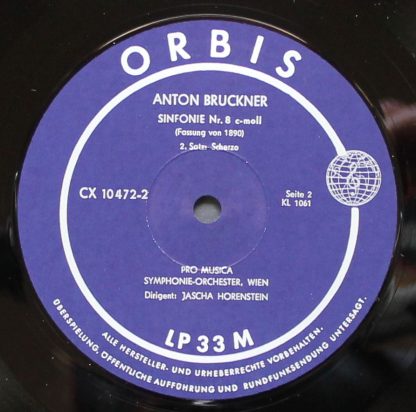 ORBIS
ANTON BRUCKNER
SINFONIE Nr. 8 c-moll
(Fassung von 1890)
2. Satz: Scherzo
CX 10472-2
Seite 2
KL 1061
PRO MUSICA
SYMPHONIE-ORCHESTER, WIEN
Dirigent: JASCHA HORENSTEIN
LP 33 M
ALLE HERSTELLER- UND URHEBERRECHTE VORBEHALTEN.
ÜBERSPIELUNG, ÖFFENTLICHE AUFFÜHRUNG UND RUNDFUNKSENDUNG UNTERSAGT.